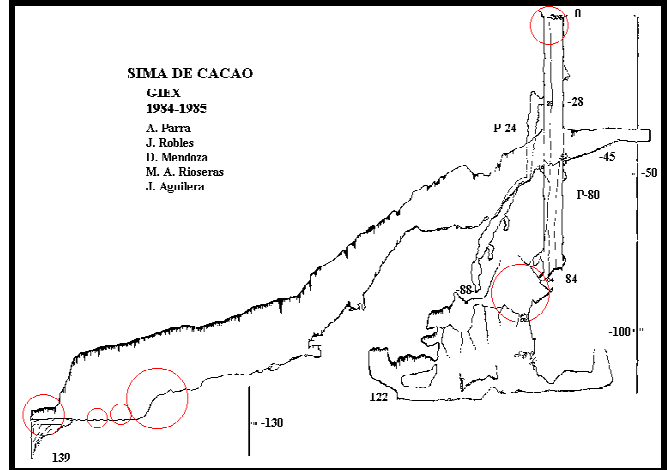 0
SIMA DE CACAO
GIEX
1984-1985
A. Parra
J. Robles
D. Mendoza
M. A. Rioseras
J. Aguilera
-28
P-24
-45
-50
P-80
84
-88
-100
122
-130
139